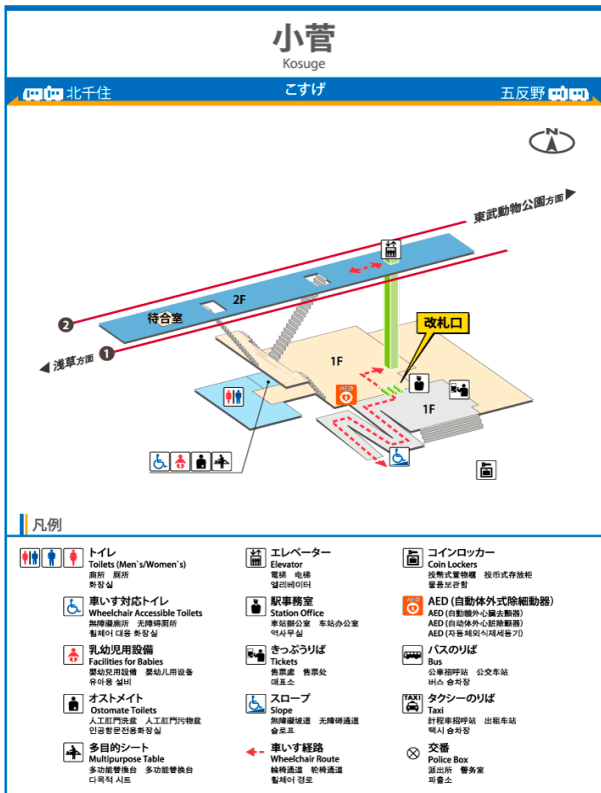 小菅
Kosuge
北千住
こすげ
五反野
N
東武動物公園方面
2F
待合室
2
浅草方面
1
改札口
1F
AED
1F
凡例
トイレ
Toilets (Men`s/Women`s)
廁所 厕所
화장실
車いす対応トイレ
Wheelchair Accessible Toilets
無障礙廁所 无障碍厕所
휠체어 대응 화장실
乳幼児用設備
Facilities for Babies
嬰幼兒用設備 婴幼儿用设备
유아용 설비
オストメイト
Ostomate Toilets
人工肛門洗盆 人工肛门污物盆
인공항문전용화장실
多目的シート
Multipurpose Table
多功能替換台 多功能替换台
다목적 시트
エレベーター
Elevator
電梯 电梯
엘리베이터
駅事務室
Station Office
車站辦公室 车站办公室
역사무실
きっぷうりば
Tickets
售票處 售票处
매표소
スロープ
Slope
無障礙坡道 无障碍通道
슬로프
車いす経路
Wheelchair Route
輪椅通道 轮椅通道
휠체어 경로
コインロッカー
Coin Lockers
投幣式置物櫃 投币式存放柜
물품보관함
AED
AED (自動体外式除細動器)
AED (自動體外心臟去顫器)
AED (自动体外心脏除颤器)
AED (자동체외식제세동기)
バスのりば
Bus
公車招呼站 公交车站
버스 승차장
TAXI
タクシーのりば
Taxi
計程車招呼站 出租车站
택시 승차장
交番
Police Box
派出所 警务室
파출소